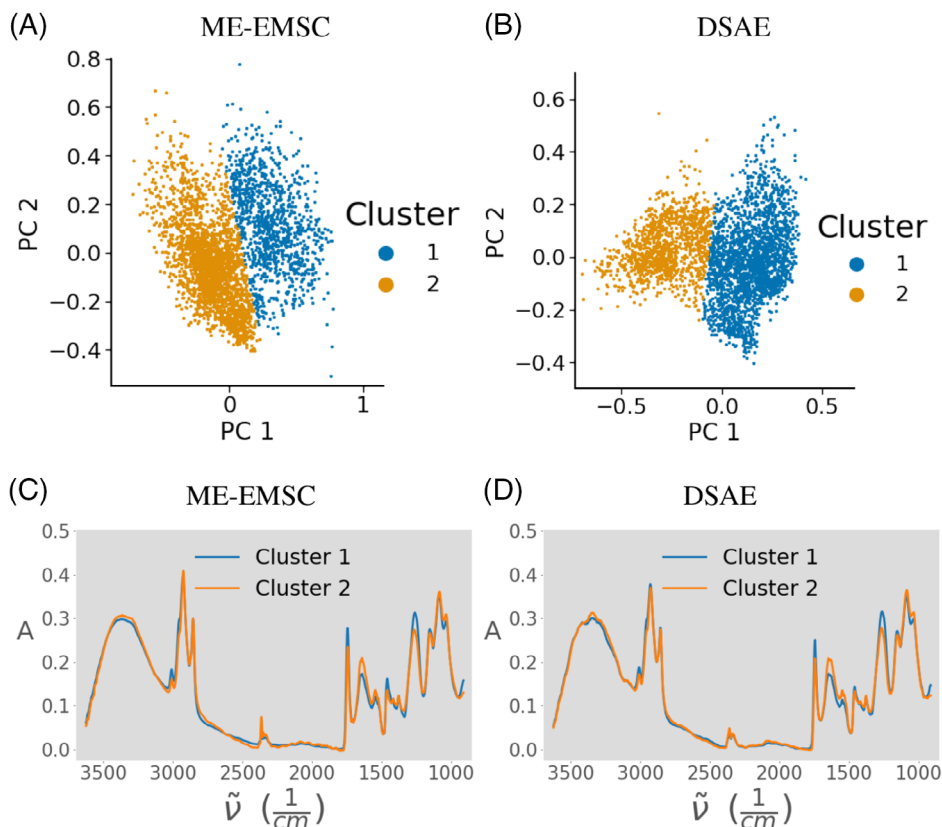 (A) ME-EMSC
0.8
0.6
0.4
0.2
0.0
−0.2
−0.4
PC 2
0 1
PC 1
Cluster
1
2
(B) DSAE
0.6
0.4
0.2
0.0
−0.2
−0.4
PC 2
−0.5 0.0 0.5
PC 1
Cluster
1
2
(C) ME-EMSC
0.5
0.4
0.3
0.2
0.1
0.0
A
Cluster 1
Cluster 2
3500 3000 2500 2000 1500 1000
ṽ (1/cm)
(D) DSAE
0.5
0.4
0.3
0.2
0.1
0.0
A
Cluster 1
Cluster 2
3500 3000 2500 2000 1500 1000
ṽ (1/cm)